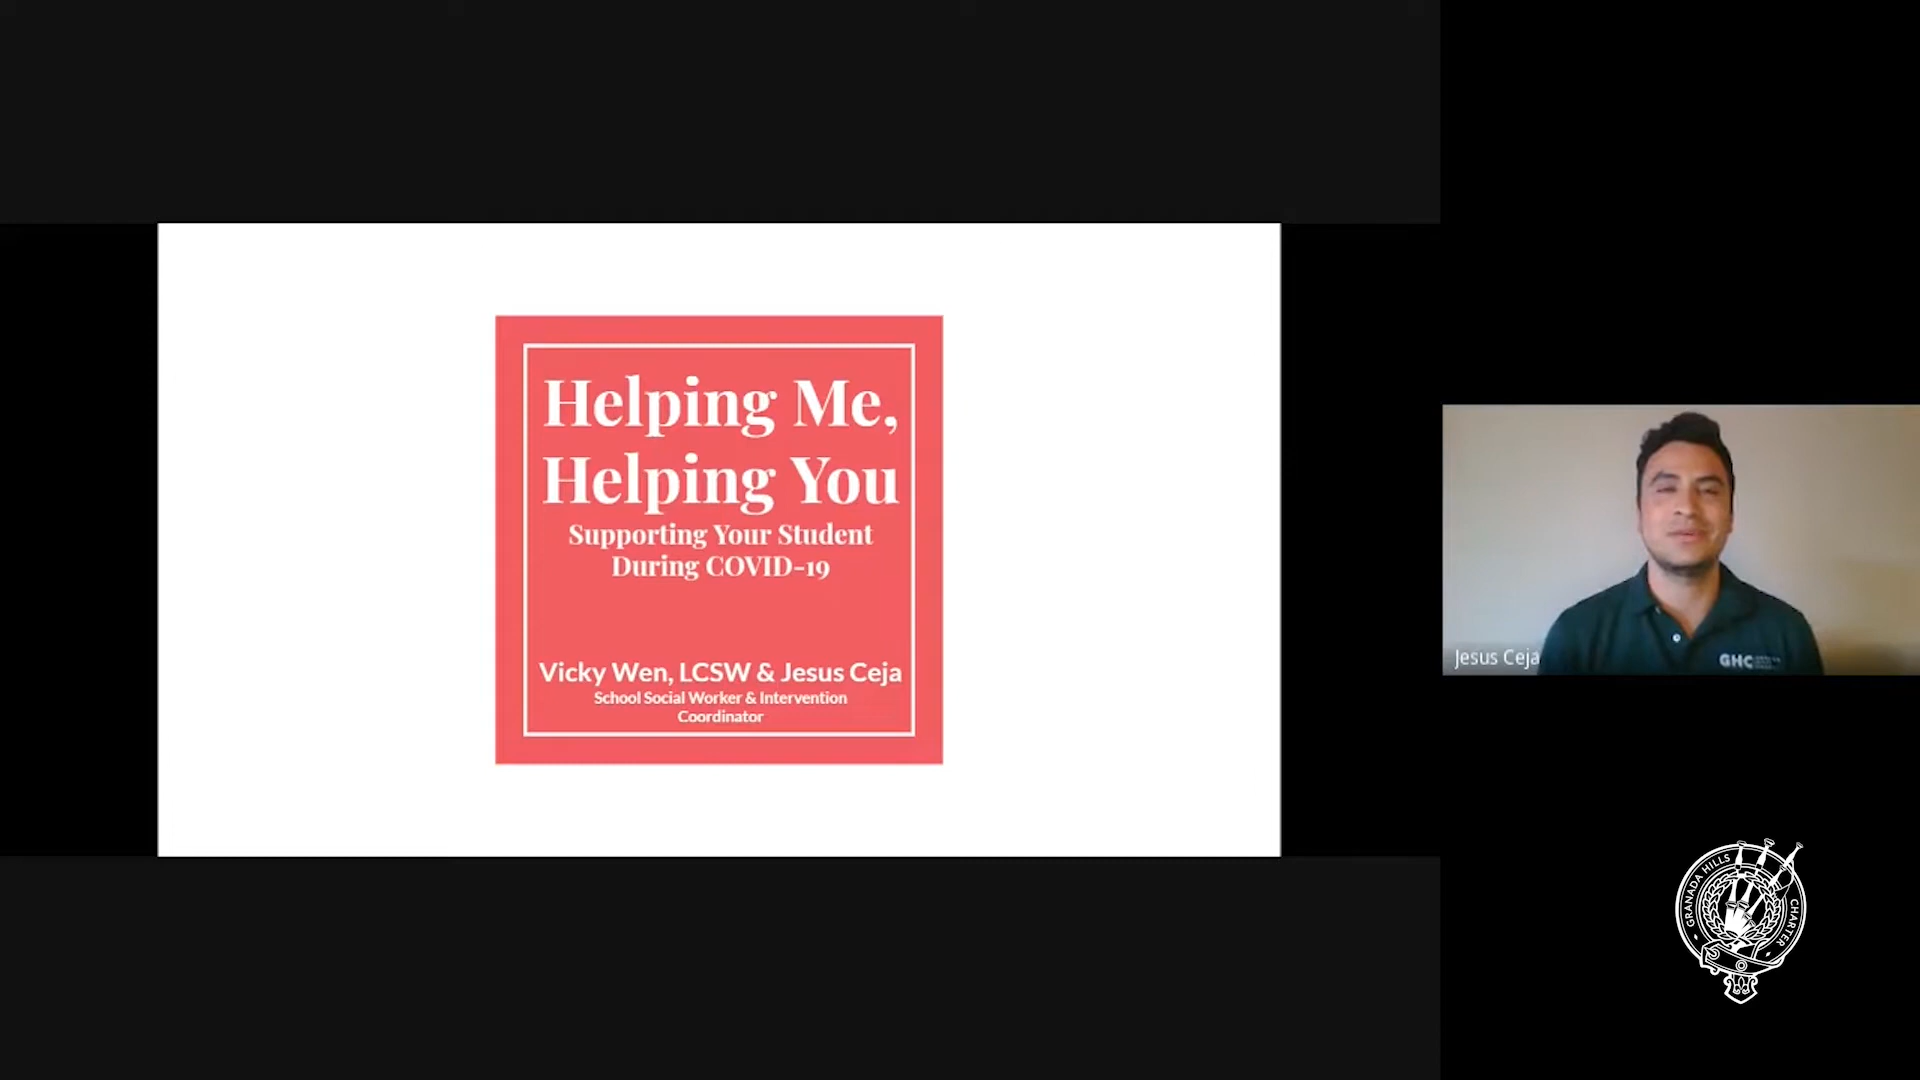 Helping Me,
Helping You
Supporting Your Student
During COVID-19
Vicky Wen, LCSW & Jesus Ceja
School Social Worker & Intervention
Coordinator
Jesus Ceja
GHC
GRANADA HILLS
CHARTER